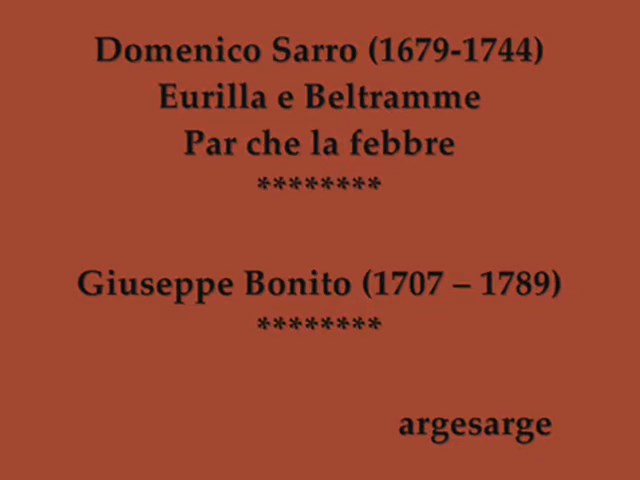 Domenico Sarro (1679-1744)
Eurilla e Beltramme
Par che la febbre
********
Giuseppe Bonito (1707 – 1789)
********
argesarge